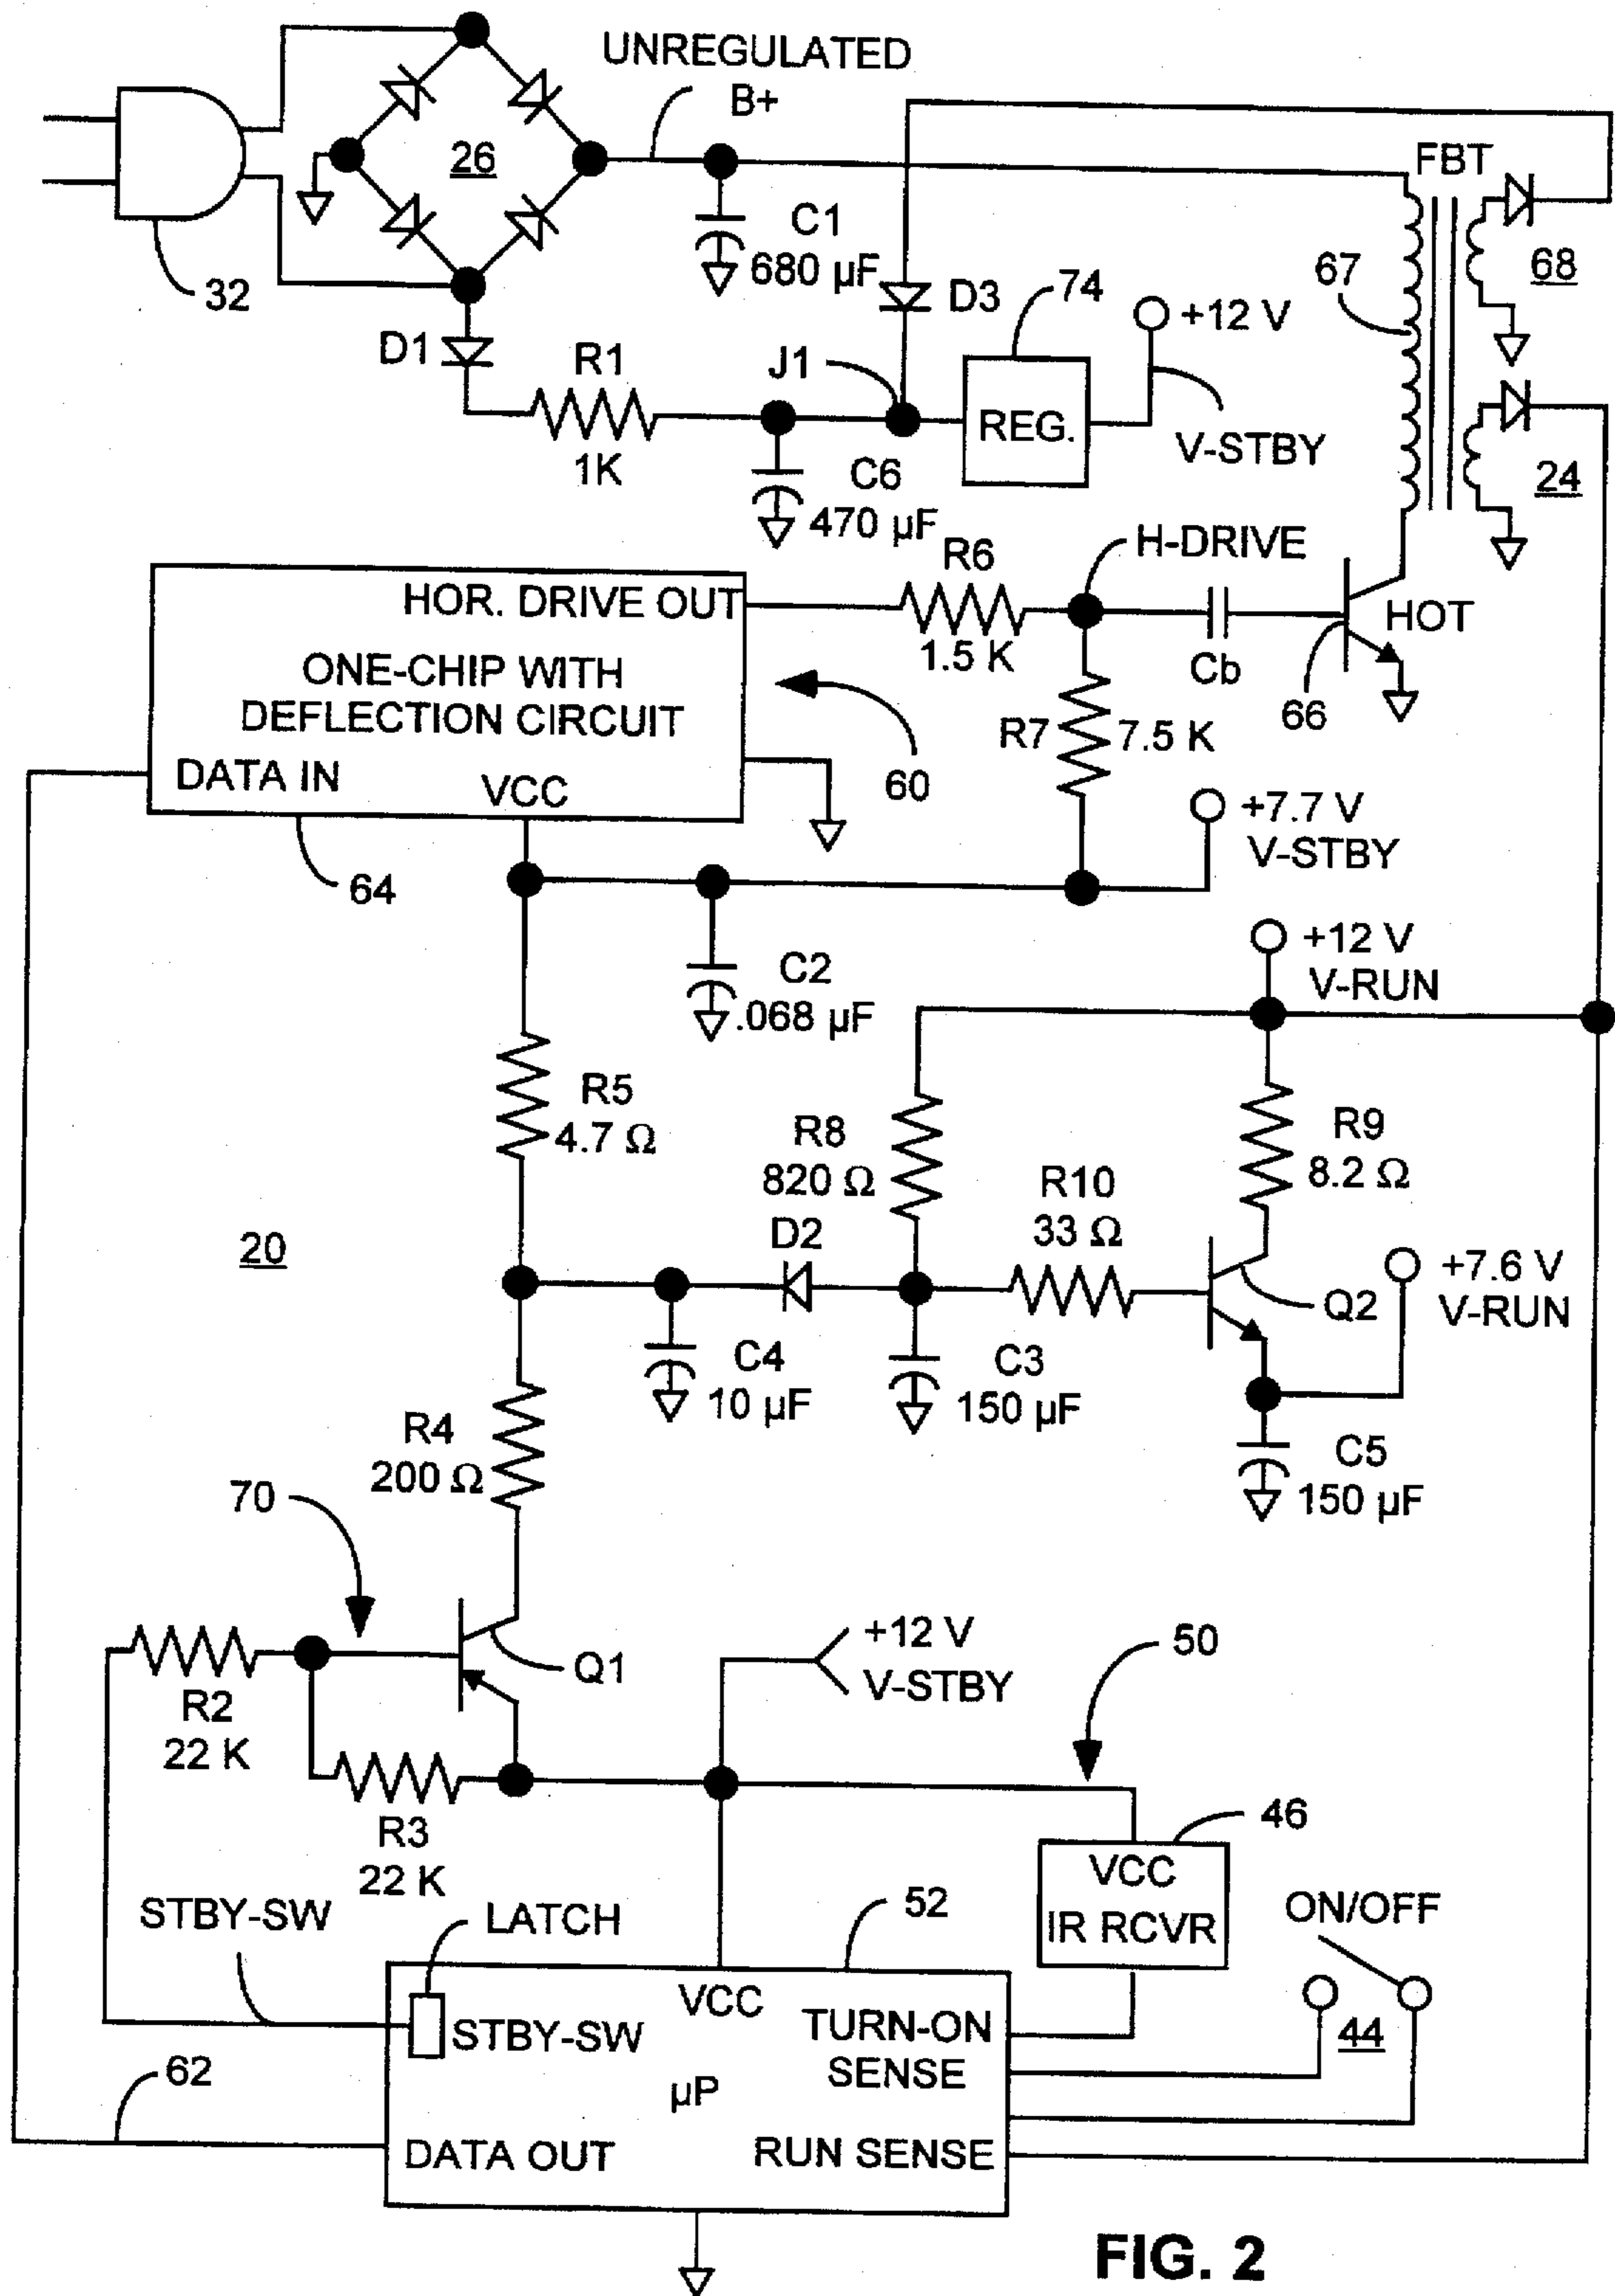 UNREGULATED
B+
FBT
26
C1
680 µF
32
67
68
D1
D3
74
+12 V
R1
1K
J1
REG.
V-STBY
C6
470 µF
24
H-DRIVE
R6
1.5 K
Cb
HOT
66
HOR. DRIVE OUT
ONE-CHIP WITH
DEFLECTION CIRCUIT
DATA IN
VCC
60
R7
7.5 K
64
+7.7 V
V-STBY
C2
.068 µF
+12 V
V-RUN
R5
4.7 Ω
R8
820 Ω
R9
8.2 Ω
R10
33 Ω
20
D2
Q2
+7.6 V
V-RUN
C4
10 µF
C3
150 µF
C5
150 µF
R4
200 Ω
70
Q1
+12 V
V-STBY
50
R2
22 K
R3
22 K
46
VCC
IR RCVR
STBY-SW
LATCH
52
ON/OFF
VCC
STBY-SW
TURN-ON
SENSE
44
µP
62
DATA OUT
RUN SENSE
FIG. 2